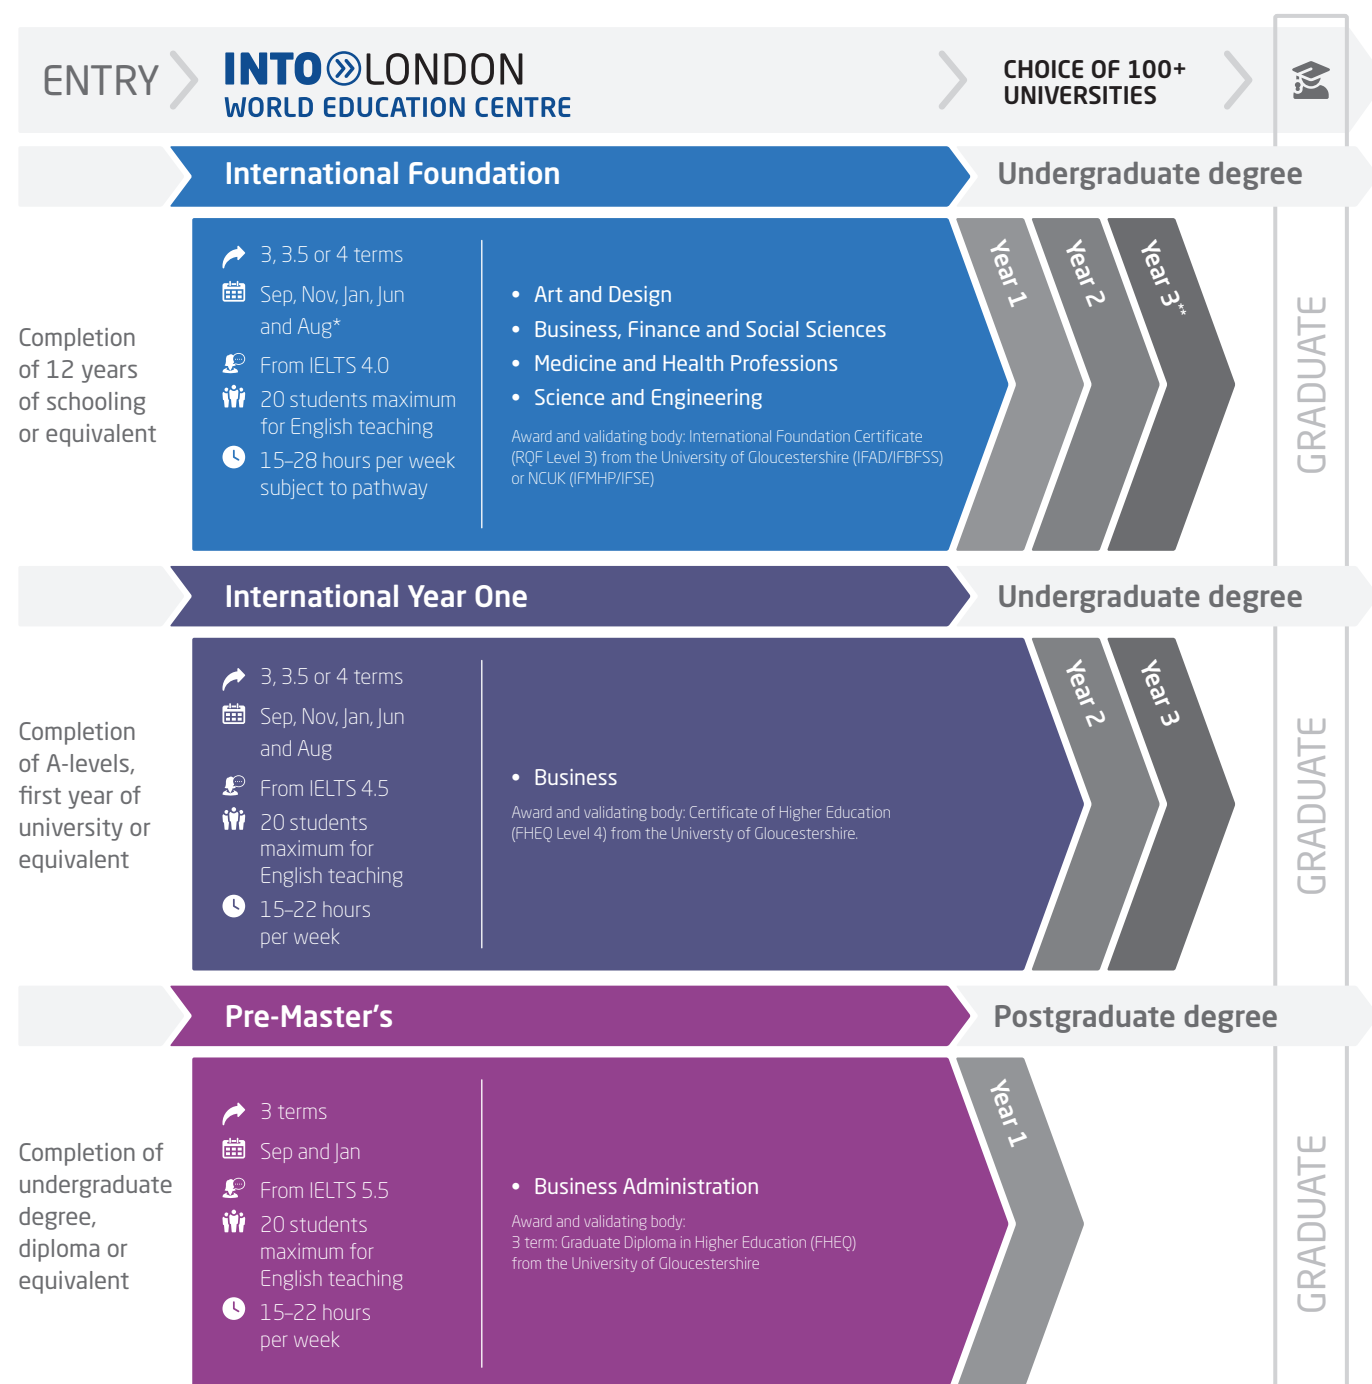 ENTRY
INTO LONDON
WORLD EDUCATION CENTRE
CHOICE OF 100+
UNIVERSITIES
International Foundation
Undergraduate degree
Completion
of 12 years
of schooling
or equivalent
3, 3.5 or 4 terms
Sep, Nov, Jan, Jun
and Aug*
From IELTS 4.0
20 students maximum
for English teaching
15–28 hours per week
subject to pathway
• Art and Design
• Business, Finance and Social Sciences
• Medicine and Health Professions
• Science and Engineering
Award and validating body: International Foundation Certificate
(RQF Level 3) from the University of Gloucestershire (IFAD/IFBFSS)
or NCUK (IFMHP/IFSE)
Year 1
Year 2
Year 3**
GRADUATE
International Year One
Undergraduate degree
Completion
of A-levels,
first year of
university or
equivalent
3, 3.5 or 4 terms
Sep, Nov, Jan, Jun
and Aug
From IELTS 4.5
20 students
maximum for
English teaching
15–22 hours
per week
• Business
Award and validating body: Certificate of Higher Education
(FHEQ Level 4) from the Universty of Gloucestershire.
Year 2
Year 3
GRADUATE
Pre-Master's
Postgraduate degree
Completion of
undergraduate
degree,
diploma or
equivalent
3 terms
Sep and Jan
From IELTS 5.5
20 students
maximum for
English teaching
15–22 hours
per week
• Business Administration
Award and validating body:
3 term: Graduate Diploma in Higher Education (FHEQ)
from the University of Gloucestershire
Year 1
GRADUATE